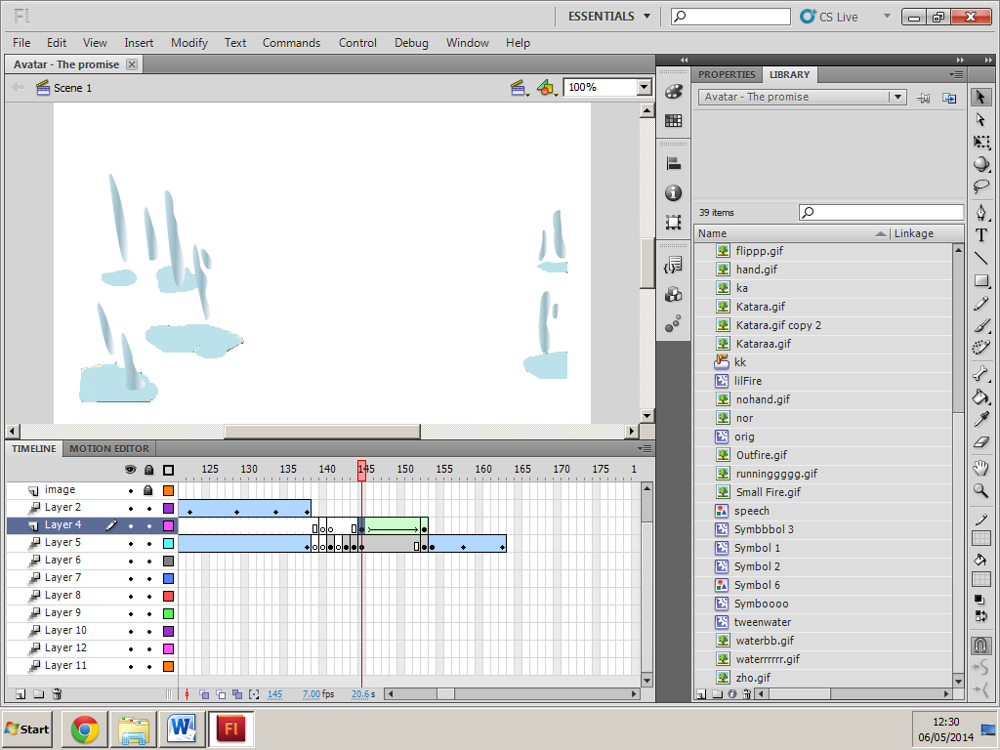 Fl ESSENTIALS CS Live
File Edit View Insert Modify Text Commands Control Debug Window Help
Avatar - The promise
Scene 1 100%
PROPERTIES LIBRARY
Avatar - The promise
39 items
Name Linkage
flippp.gif
hand.gif
ka
Katara.gif
Katara.gif copy 2
Kataraa.gif
kk
lilFire
nohand.gif
nor
orig
Outfire.gif
runninggggg.gif
Small Fire.gif
speech
Symbbbol 3
Symbol 1
Symbol 2
Symbol 6
Symboooo
tweenwater
waterbb.gif
waterrrrrr.gif
zho.gif
T
TIMELINE MOTION EDITOR
125 130 135 140 145 150 155 160 165 170 175 1
image
Layer 2
Layer 4
Layer 5
Layer 6
Layer 7
Layer 8
Layer 9
Layer 10
Layer 12
Layer 11
145 7.00 fps 20.6 s
Start W Fl
12:30
06/05/2014